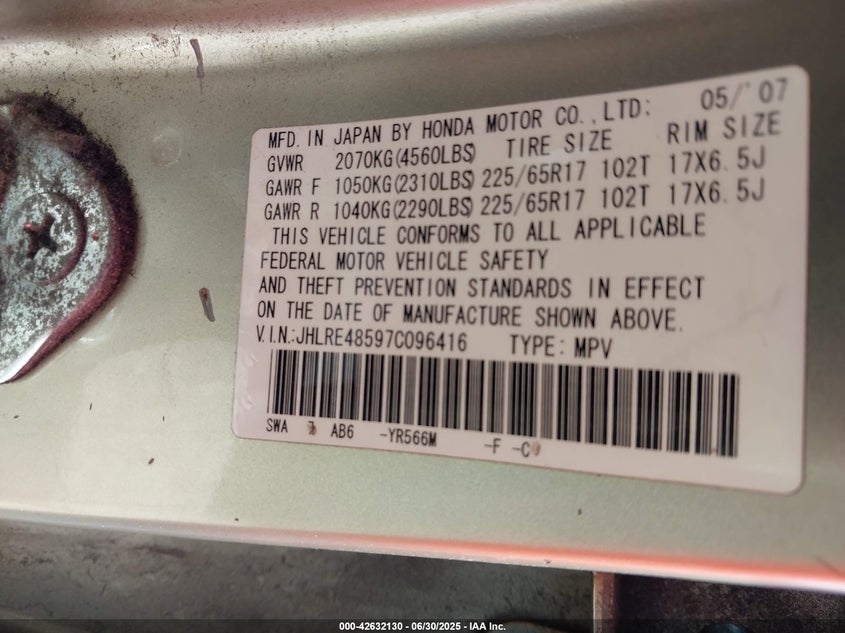 MFD. IN JAPAN BY HONDA MOTOR CO.,LTD: 05/'07
GVWR 2070KG(4560LBS) TIRE SIZE RIM SIZE
GAWR F 1050KG(2310LBS) 225/65R17 102T 17X6.5J
GAWR R 1040KG(2290LBS) 225/65R17 102T 17X6.5J
THIS VEHICLE CONFORMS TO ALL APPLICABLE
FEDERAL MOTOR VEHICLE SAFETY
AND THEFT PREVENTION STANDARDS IN EFFECT
ON THE DATE OF MANUFACTURE SHOWN ABOVE.
V.I.N.:JHLRE48597C096416 TYPE: MPV
SWA AB6 -YR566M -F -C
000-42632130 - 06/30/2025 - IAA Inc.